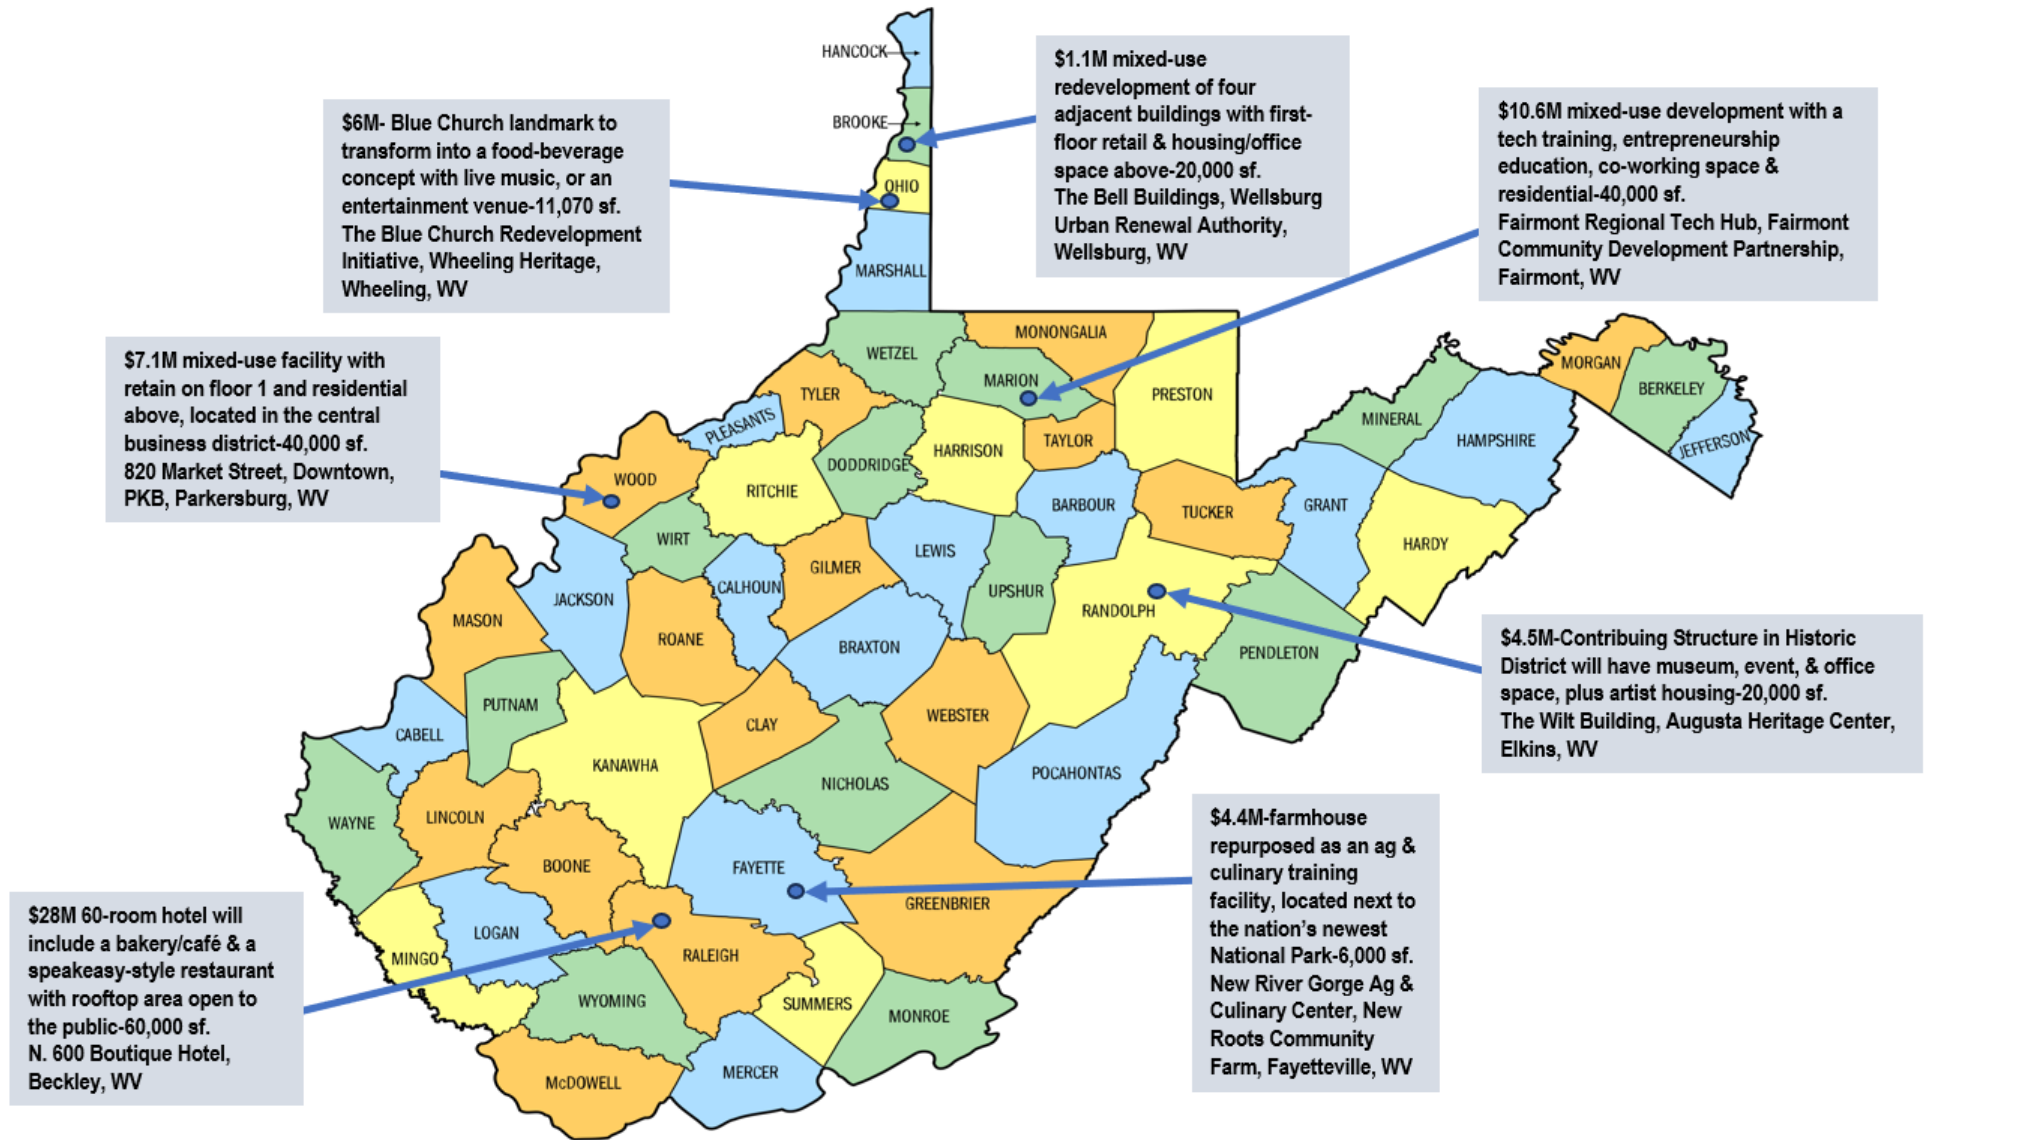 HANCOCK
BROOKE
OHIO
MARSHALL
$6M- Blue Church landmark to
transform into a food-beverage
concept with live music, or an
entertainment venue-11,070 sf.
The Blue Church Redevelopment
Initiative, Wheeling Heritage,
Wheeling, WV
$1.1M mixed-use
redevelopment of four
adjacent buildings with first-
floor retail & housing/office
space above-20,000 sf.
The Bell Buildings, Wellsburg
Urban Renewal Authority,
Wellsburg, WV
$10.6M mixed-use development with a
tech training, entrepreneurship
education, co-working space &
residential-40,000 sf.
Fairmont Regional Tech Hub, Fairmont
Community Development Partnership,
Fairmont, WV
$7.1M mixed-use facility with
retain on floor 1 and residential
above, located in the central
business district-40,000 sf.
820 Market Street, Downtown,
PKB, Parkersburg, WV
WETZEL
MONONGALIA
MARION
PRESTON
TYLER
PLEASANTS
DODDRIDGE
HARRISON
TAYLOR
MINERAL
HAMPSHIRE
MORGAN
BERKELEY
JEFFERSON
WOOD
RITCHIE
WIRT
BARBOUR
TUCKER
GRANT
HARDY
JACKSON
CALHOUN
GILMER
LEWIS
UPSHUR
RANDOLPH
PENDLETON
MASON
ROANE
BRAXTON
PUTNAM
CABELL
CLAY
WEBSTER
KANAWHA
NICHOLAS
POCAHONTAS
WAYNE
LINCOLN
BOONE
FAYETTE
GREENBRIER
MINGO
LOGAN
RALEIGH
WYOMING
SUMMERS
MONROE
McDOWELL
MERCER
$4.5M-Contribuing Structure in Historic
District will have museum, event, & office
space, plus artist housing-20,000 sf.
The Wilt Building, Augusta Heritage Center,
Elkins, WV
$4.4M-farmhouse
repurposed as an ag &
culinary training
facility, located next to
the nation's newest
National Park-6,000 sf.
New River Gorge Ag &
Culinary Center, New
Roots Community
Farm, Fayetteville, WV
$28M 60-room hotel will
include a bakery/café & a
speakeasy-style restaurant
with rooftop area open to
the public-60,000 sf.
N. 600 Boutique Hotel,
Beckley, WV